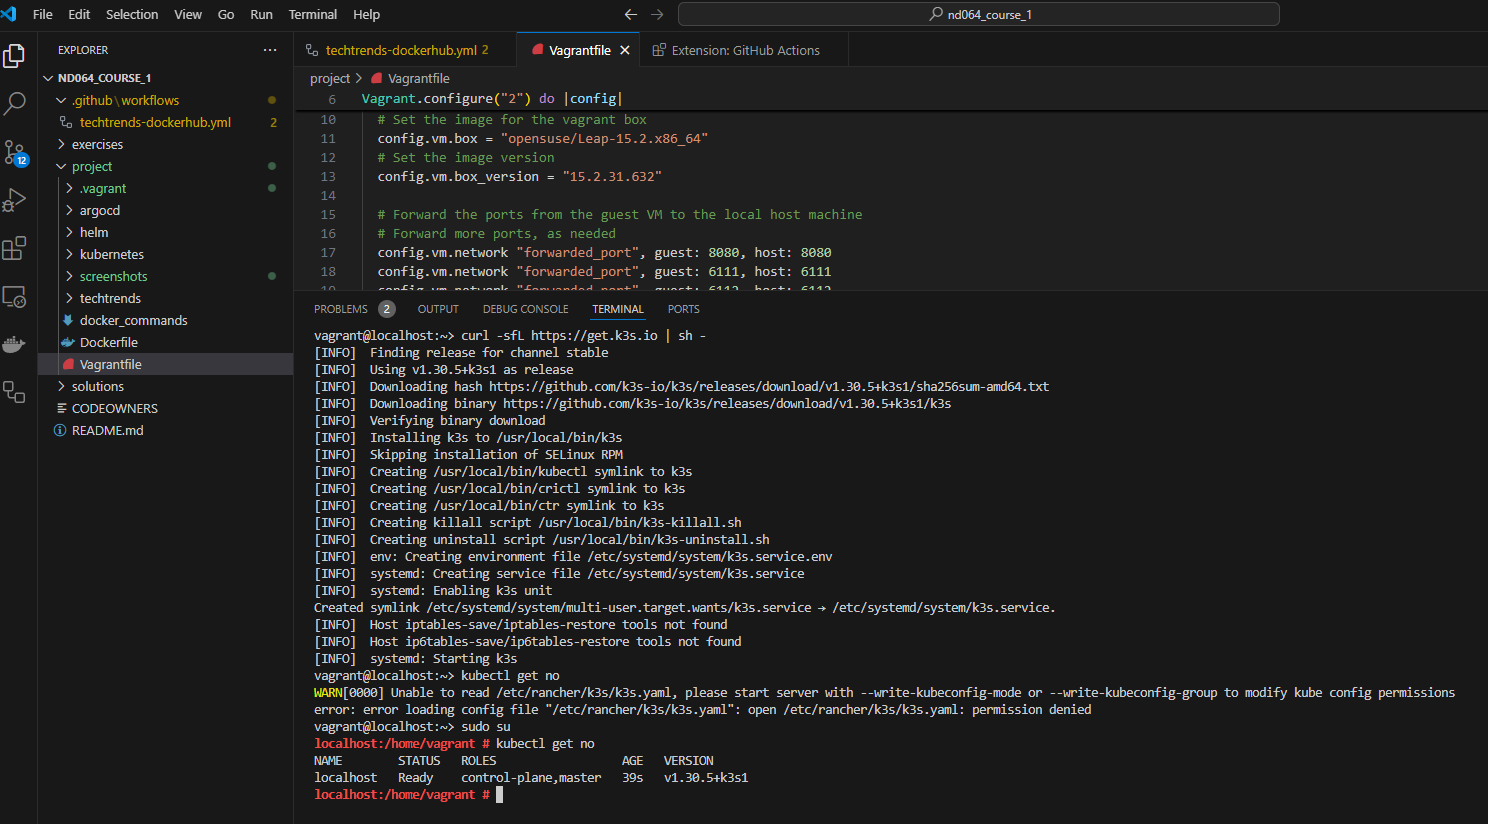 File Edit Selection View Go Run Terminal Help
nd064_course_1
EXPLORER
ND064_COURSE_1
.github\workflows
techtrends-dockerhub.yml 2
exercises
project
.vagrant
argocd
helm
kubernetes
screenshots
techtrends
docker_commands
Dockerfile
Vagrantfile
solutions
CODEOWNERS
README.md
12
techtrends-dockerhub.yml 2 Vagrantfile Extension: GitHub Actions
project > Vagrantfile
6 Vagrant.configure("2") do |config|
10 # Set the image for the vagrant box
11 config.vm.box = "opensuse/Leap-15.2.x86_64"
12 # Set the image version
13 config.vm.box_version = "15.2.31.632"
14
15 # Forward the ports from the guest VM to the local host machine
16 # Forward more ports, as needed
17 config.vm.network "forwarded_port", guest: 8080, host: 8080
18 config.vm.network "forwarded_port", guest: 6111, host: 6111
19 config.vm.network "forwarded_port", guest: 6112, host: 6112
PROBLEMS 2 OUTPUT DEBUG CONSOLE TERMINAL PORTS
vagrant@localhost:~> curl -sfL https://get.k3s.io | sh -
[INFO]  Finding release for channel stable
[INFO]  Using v1.30.5+k3s1 as release
[INFO]  Downloading hash https://github.com/k3s-io/k3s/releases/download/v1.30.5+k3s1/sha256sum-amd64.txt
[INFO]  Downloading binary https://github.com/k3s-io/k3s/releases/download/v1.30.5+k3s1/k3s
[INFO]  Verifying binary download
[INFO]  Installing k3s to /usr/local/bin/k3s
[INFO]  Skipping installation of SELinux RPM
[INFO]  Creating /usr/local/bin/kubectl symlink to k3s
[INFO]  Creating /usr/local/bin/crictl symlink to k3s
[INFO]  Creating /usr/local/bin/ctr symlink to k3s
[INFO]  Creating killall script /usr/local/bin/k3s-killall.sh
[INFO]  Creating uninstall script /usr/local/bin/k3s-uninstall.sh
[INFO]  env: Creating environment file /etc/systemd/system/k3s.service.env
[INFO]  systemd: Creating service file /etc/systemd/system/k3s.service
[INFO]  systemd: Enabling k3s unit
Created symlink /etc/systemd/system/multi-user.target.wants/k3s.service → /etc/systemd/system/k3s.service.
[INFO]  Host iptables-save/iptables-restore tools not found
[INFO]  Host ip6tables-save/ip6tables-restore tools not found
[INFO]  systemd: Starting k3s
vagrant@localhost:~> kubectl get no
WARN[0000] Unable to read /etc/rancher/k3s/k3s.yaml, please start server with --write-kubeconfig-mode or --write-kubeconfig-group to modify kube config permissions
error: error loading config file "/etc/rancher/k3s/k3s.yaml": open /etc/rancher/k3s/k3s.yaml: permission denied
vagrant@localhost:~> sudo su
localhost:/home/vagrant # kubectl get no
NAME STATUS ROLES AGE VERSION
localhost Ready control-plane,master 39s v1.30.5+k3s1
localhost:/home/vagrant #